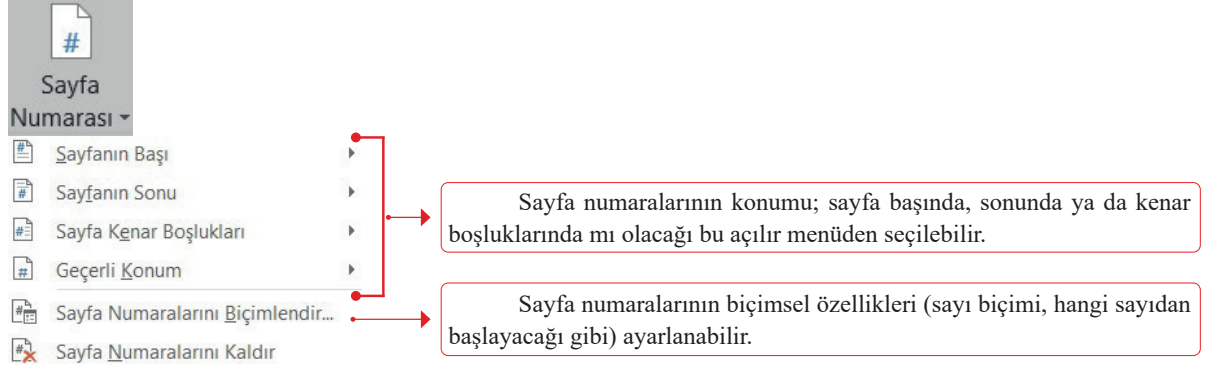 #
Sayfa
Numarası
Sayfanın Başı
Sayfanın Sonu
Sayfa Kenar Boşlukları
Geçerli Konum
Sayfa Numaralarını Biçimlendir...
Sayfa Numaralarını Kaldır
Sayfa numaralarının konumu; sayfa başında, sonunda ya da kenar
boşluklarında mı olacağı bu açılır menüden seçilebilir.
Sayfa numaralarının biçimsel özellikleri (sayı biçimi, hangi sayıdan
başlayacağı gibi) ayarlanabilir.